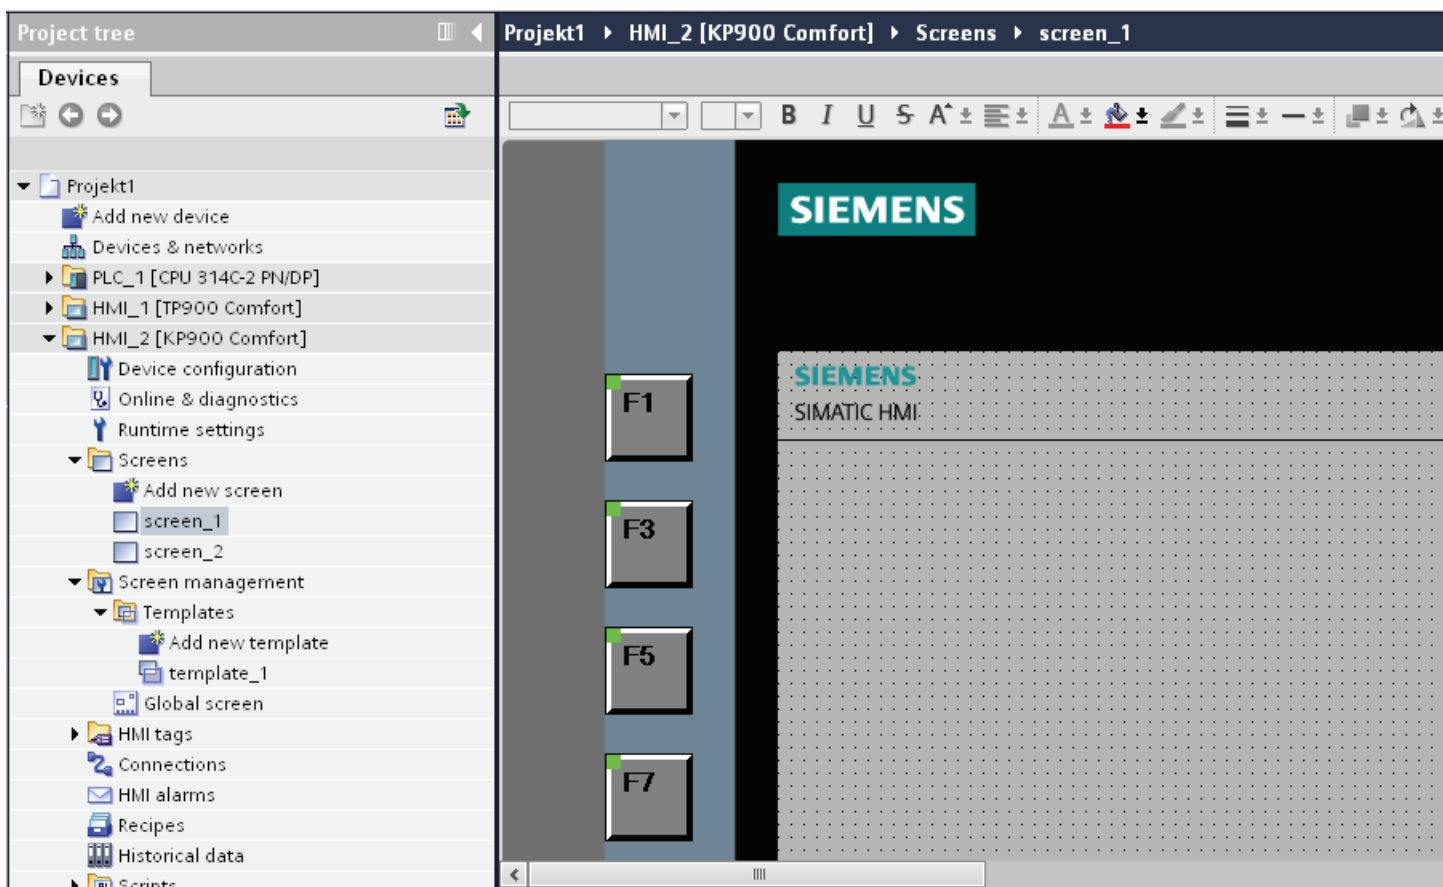 Project tree
Projekt1 HMI_2 [KP900 Comfort] Screens screen_1
Devices
B I U S A A
Projekt1
Add new device
Devices & networks
PLC_1 [CPU 314C-2 PN/DP]
HMI_1 [TP900 Comfort]
HMI_2 [KP900 Comfort]
Device configuration
Online & diagnostics
Runtime settings
Screens
Add new screen
screen_1
screen_2
Screen management
Templates
Add new template
template_1
Global screen
HMI tags
Connections
HMI alarms
Recipes
Historical data
Scripts
SIEMENS
SIEMENS
SIMATIC HMI
F1
F3
F5
F7